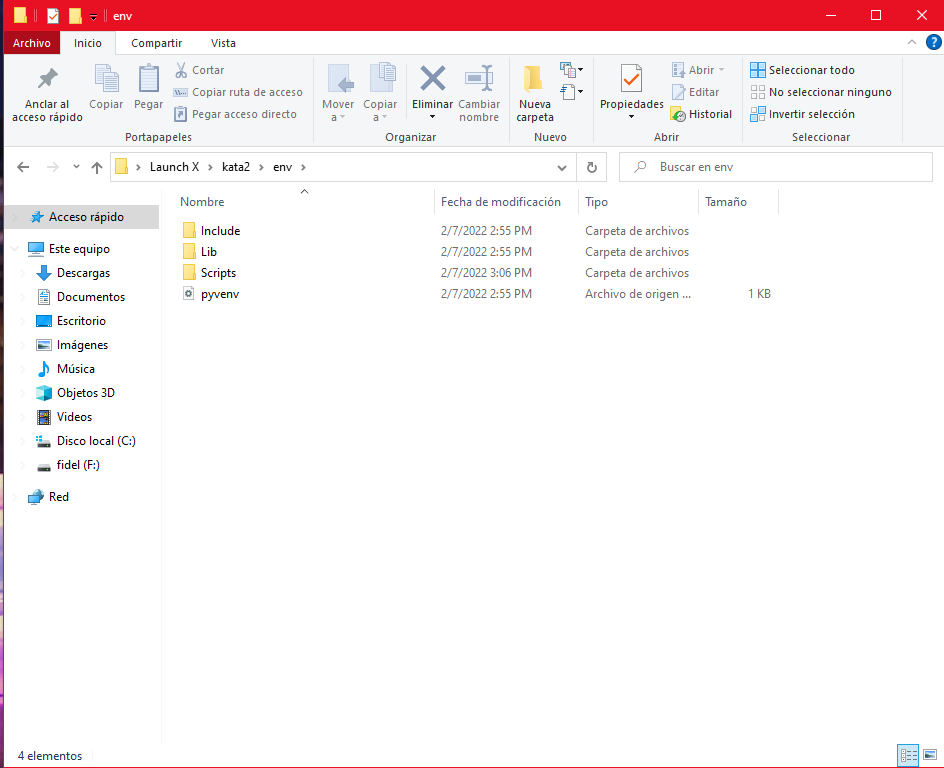 env
Archivo Inicio Compartir Vista
Anclar al acceso rápido
Copiar
Pegar
Cortar
Copiar ruta de acceso
Pegar acceso directo
Portapapeles
Mover a
Copiar a
Eliminar
Cambiar nombre
Organizar
Nueva carpeta
Nuevo
Propiedades
Abrir
Editar
Historial
Abrir
Seleccionar todo
No seleccionar ninguno
Invertir selección
Seleccionar
Launch X › kata2 › env ›
Buscar en env
Acceso rápido
Este equipo
Descargas
Documentos
Escritorio
Imágenes
Música
Objetos 3D
Videos
Disco local (C:)
fidel (F:)
Red
Nombre Fecha de modificación Tipo Tamaño
Include 2/7/2022 2:55 PM Carpeta de archivos
Lib 2/7/2022 2:55 PM Carpeta de archivos
Scripts 2/7/2022 3:06 PM Carpeta de archivos
pyvenv 2/7/2022 2:55 PM Archivo de origen ... 1 KB
4 elementos